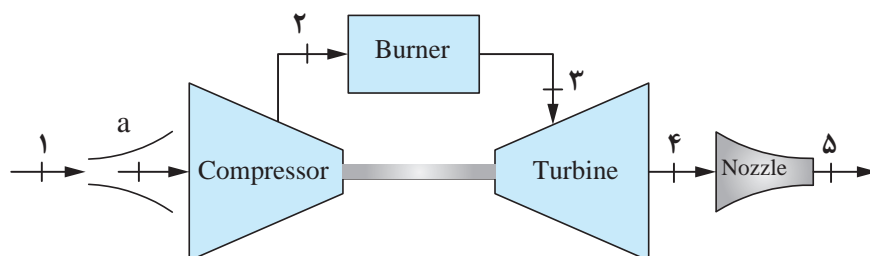 ۲
Burner
۳
۱
a
Compressor
Turbine
۴
Nozzle
۵